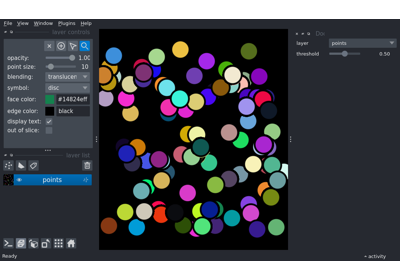 File View Window Plugins Help
layer controls
opacity: 1.00
point size: 10
blending: translucen
symbol: disc
face color: #14824eff
edge color: black
display text:
out of slice:
layer list
points
layer points
threshold 0.50
Ready
activity